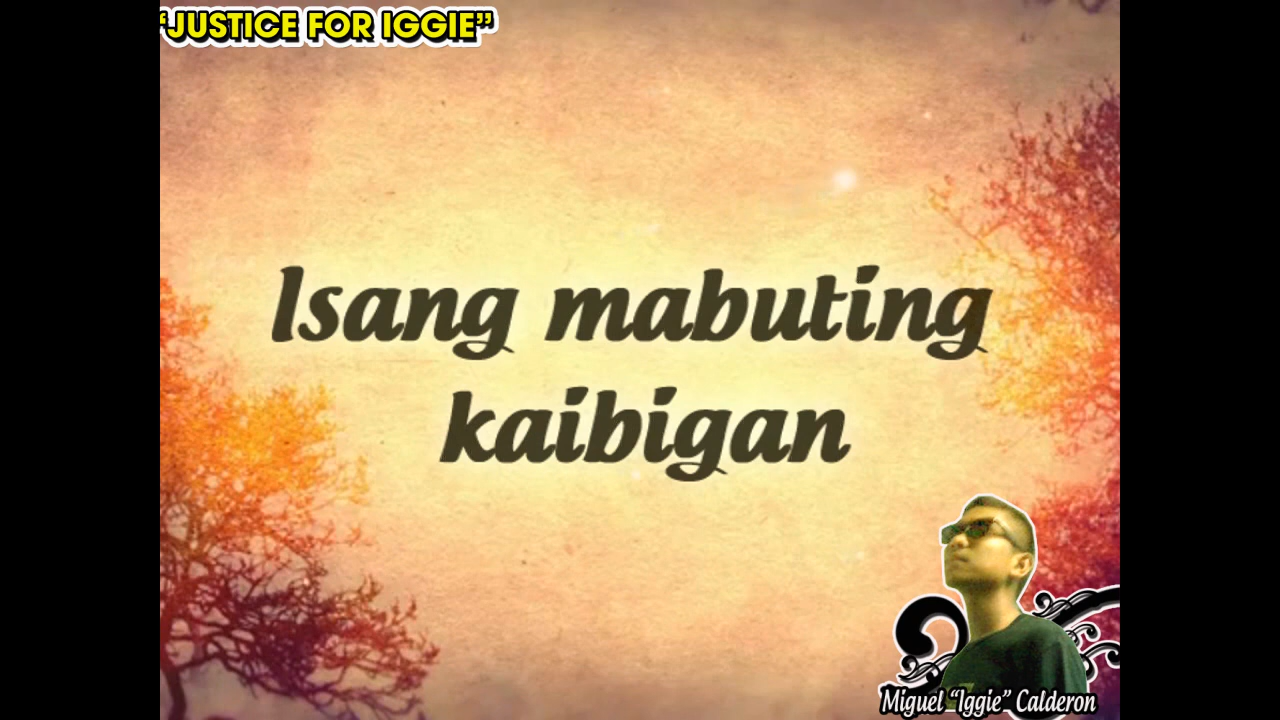 “JUSTICE FOR IGGIE”
Isang mabuting
kaibigan
Miguel “Iggie” Calderon